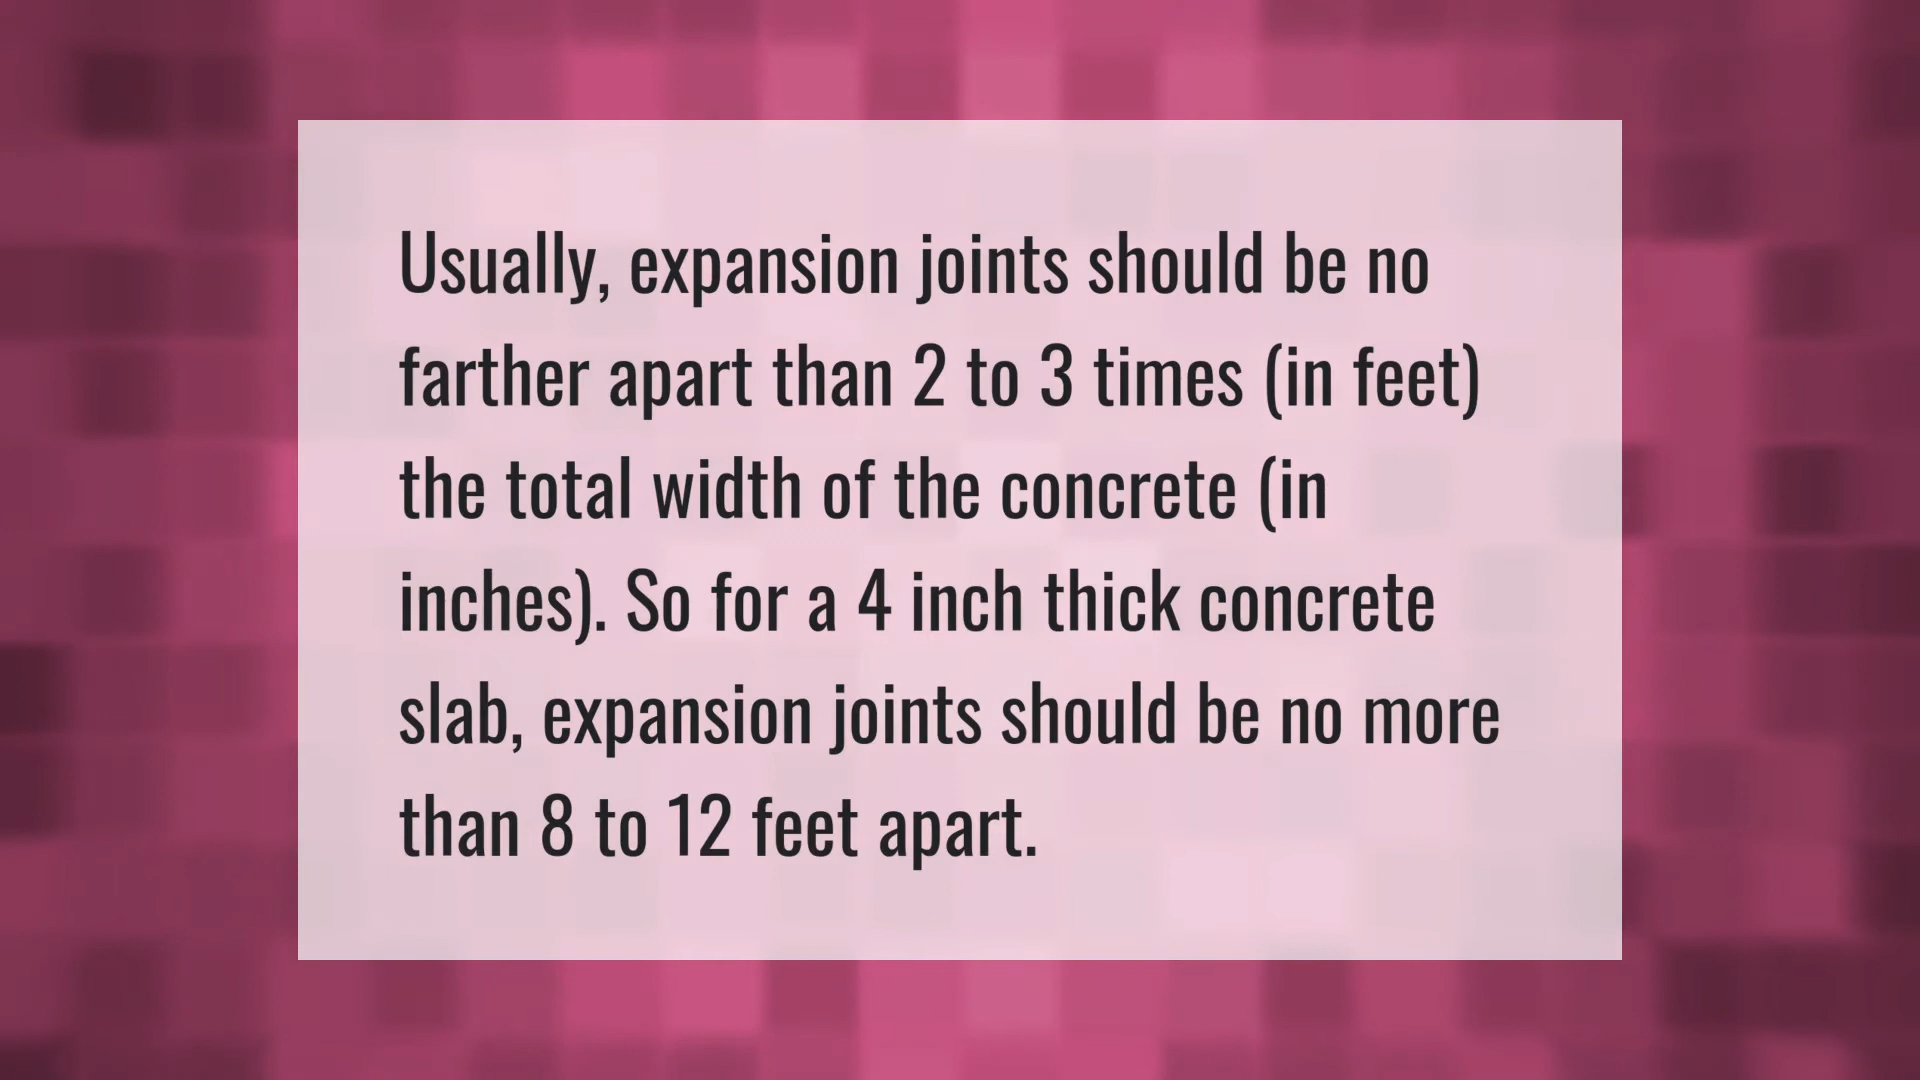 Usually, expansion joints should be no
farther apart than 2 to 3 times (in feet)
the total width of the concrete (in
inches). So for a 4 inch thick concrete
slab, expansion joints should be no more
than 8 to 12 feet apart.